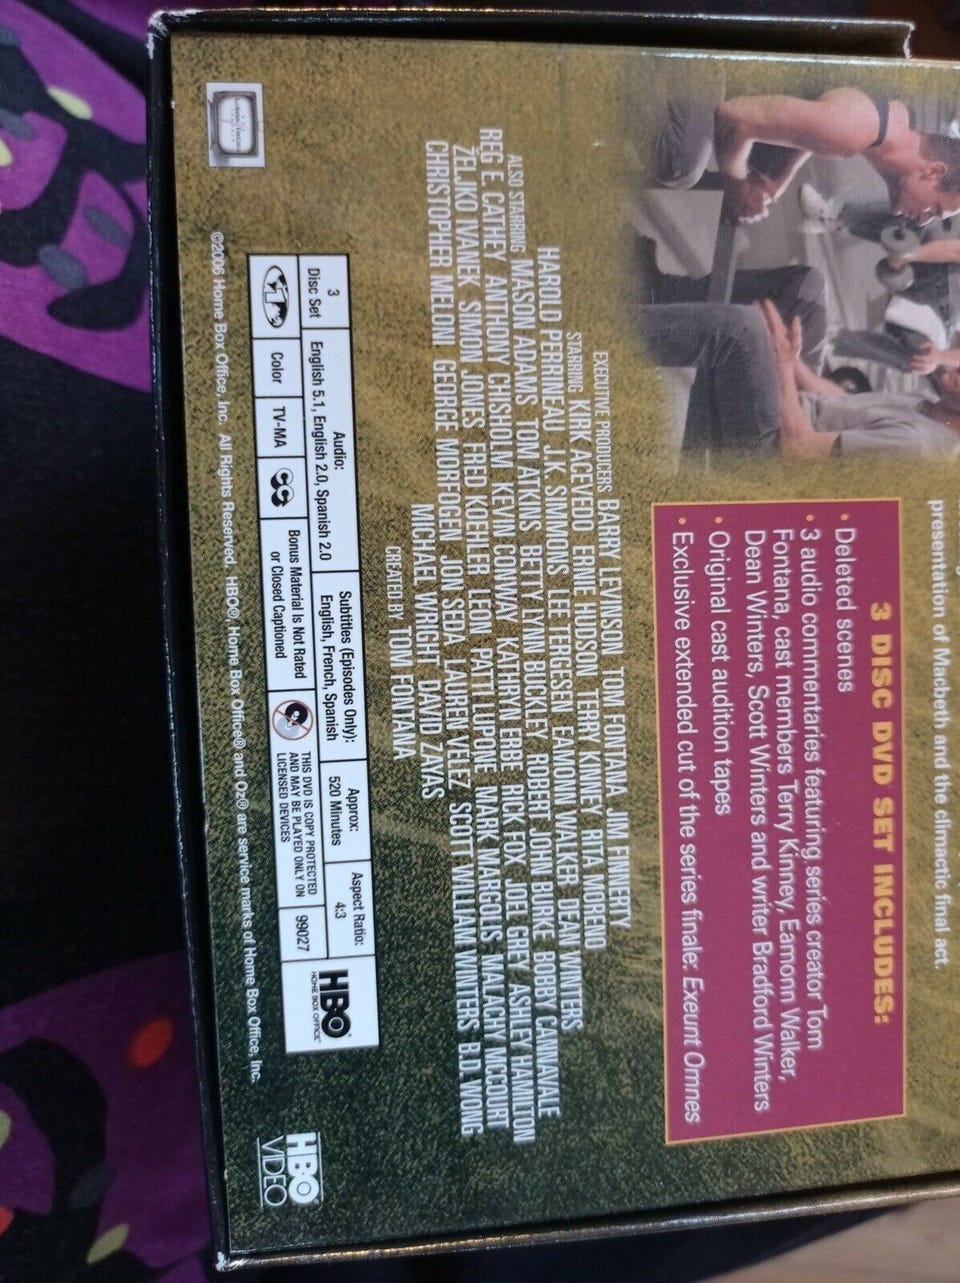 presentation of Macbeth and the climactic final act.
3 DISC DVD SET INCLUDES:
• Deleted scenes
• 3 audio commentaries featuring series creator Tom
Fontana, cast members Terry Kinney, Eamonn Walker,
Dean Winters, Scott Winters and writer Bradford Winters
• Original cast audition tapes
• Exclusive extended cut of the series finale: Exeunt Omnes
EXECUTIVE PRODUCERS BARRY LEVINSON TOM FONTANA JIM FINNERTY
STARRING KIRK ACEVEDO ERNIE HUDSON TERRY KINNEY RITA MORENO
HAROLD PERRINEAU J.K. SIMMONS LEE TERGESEN EAMONN WALKER DEAN WINTERS
ALSO STARRING MASON ADAMS TOM ATKINS BETTY LYNN BUCKLEY ROBERT JOHN BURKE BOBBY CANNAVALE
REG E. CATHEY ANTHONY CHISHOLM KEVIN CONWAY KATHRYN ERBE RICK FOX JOEL GREY ASHLEY HAMILTON
ŽELJKO IVANEK SIMON JONES FRED KOEHLER LEON PATTI LUPONE MARK MARGOLIS MALACHY MCCOURT
CHRISTOPHER MELONI GEORGE MORFOGEN JON SEDA LAUREN VELEZ SCOTT WILLIAM WINTERS B.D. WONG
MICHAEL WRIGHT DAVID ZAYAS
CREATED BY TOM FONTANA
3
Disc Set
Audio:
English 5.1, English 2.0, Spanish 2.0
Subtitles (Episodes Only):
English, French, Spanish
Approx:
520 Minutes
Aspect Ratio:
4:3
1
Color
TV-MA
Bonus Material Is Not Rated
or Closed Captioned
THIS DVD IS COPY PROTECTED
AND MAY BE PLAYED ONLY ON
LICENSED DEVICES
99027
HBO
HOME BOX OFFICE
©2006 Home Box Office, Inc. All Rights Reserved. HBO®, Home Box Office® and Oz® are service marks of Home Box Office, Inc.
HBO
VIDEO